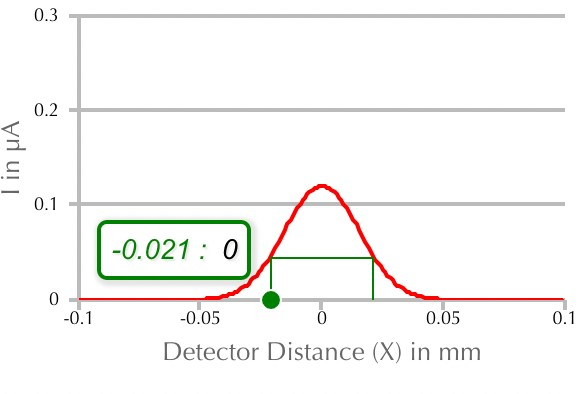 0.3
0.2
I in µA
0.1
-0.021 : 0
0
-0.1 -0.05 0 0.05 0.1
Detector Distance (X) in mm